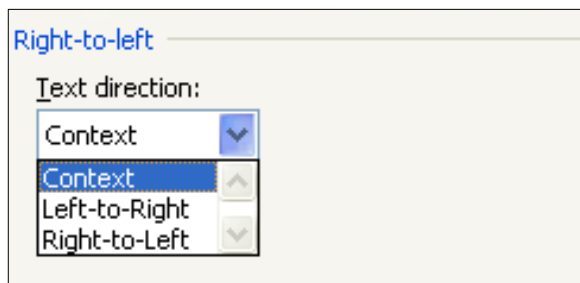 Right-to-left
Text direction:
Context
Context
Left-to-Right
Right-to-Left